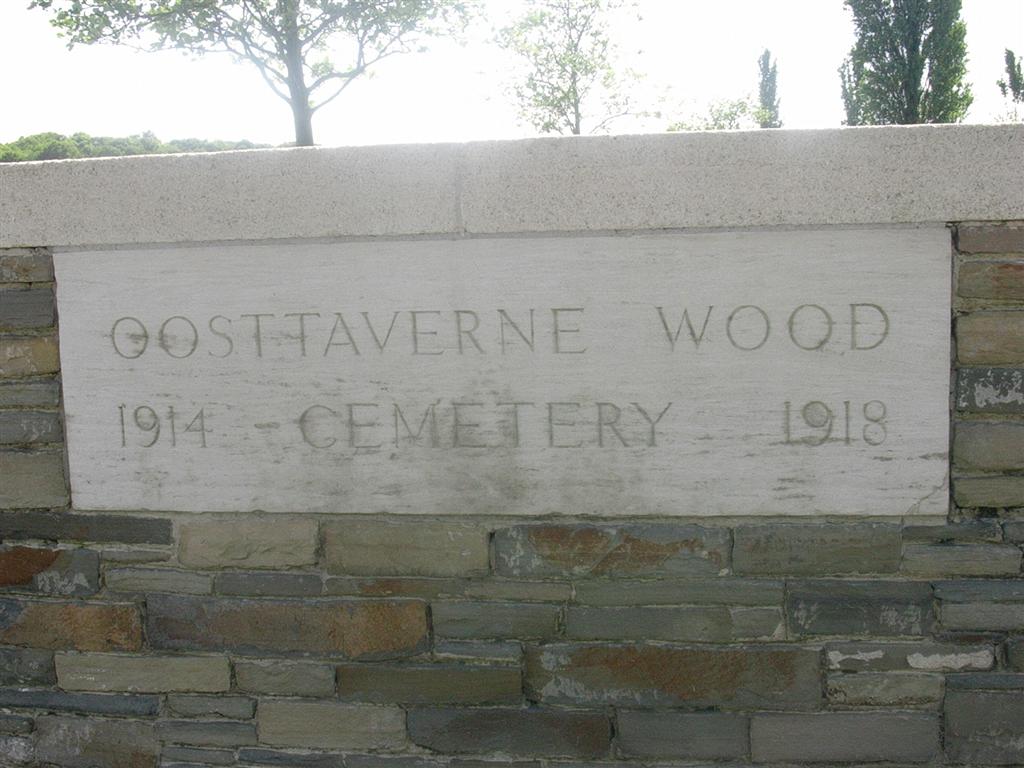 OOSTTAVERNE WOOD
1914 - CEMETERY 1918